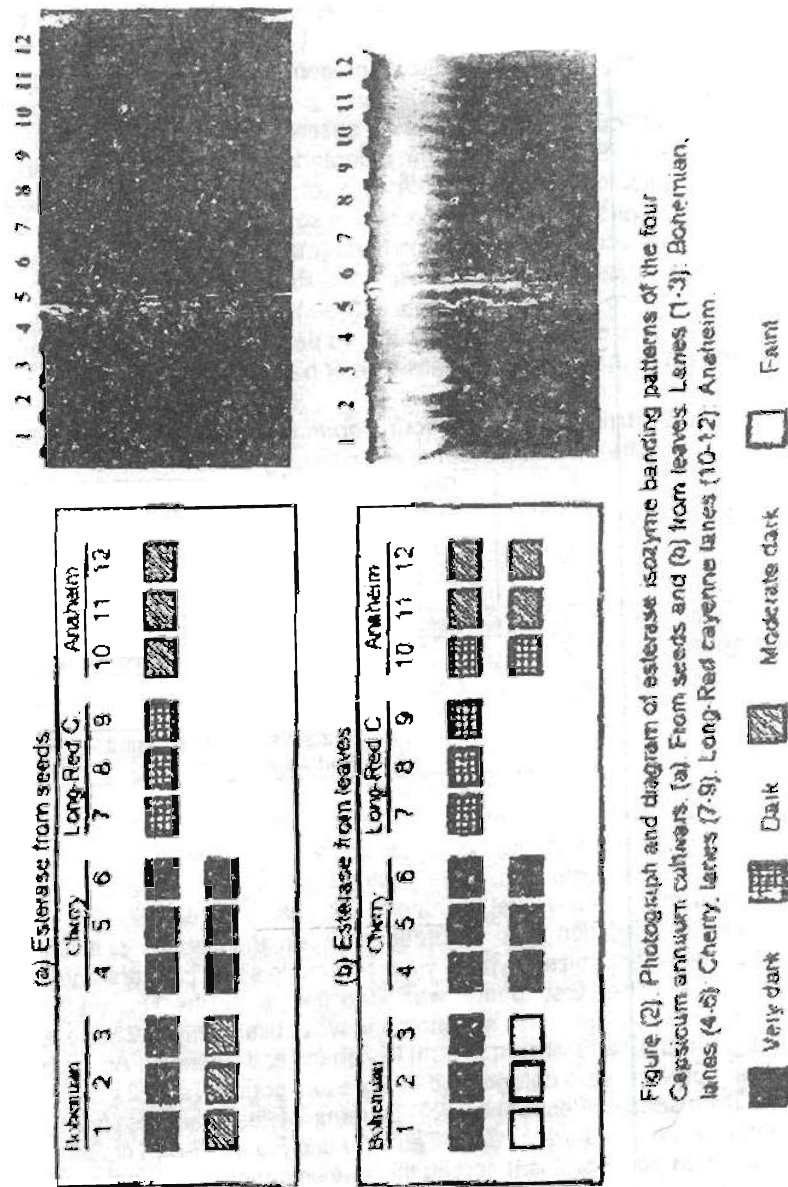 (a) Esterase from seeds
Bohemian Cherry Long-Red C. Anaheim
1 2 3 4 5 6 7 8 9 10 11 12
1 2 3 4 5 6 7 8 9 10 11 12
(b) Esterase from leaves
Bohemian Cherry Long-Red C. Anaheim
1 2 3 4 5 6 7 8 9 10 11 12
1 2 3 4 5 6 7 8 9 10 11 12
Figure (2). Photograph and diagram of esterase isozyme banding patterns of the four
Capsicum annuum cultivars. (a). From seeds and (b) from leaves. Lanes (1-3): Bohemian,
lanes (4-6): Cherry, lanes (7-9). Long-Red cayenne lanes (10-12): Anaheim.
Very dark Dark Moderate dark Faint